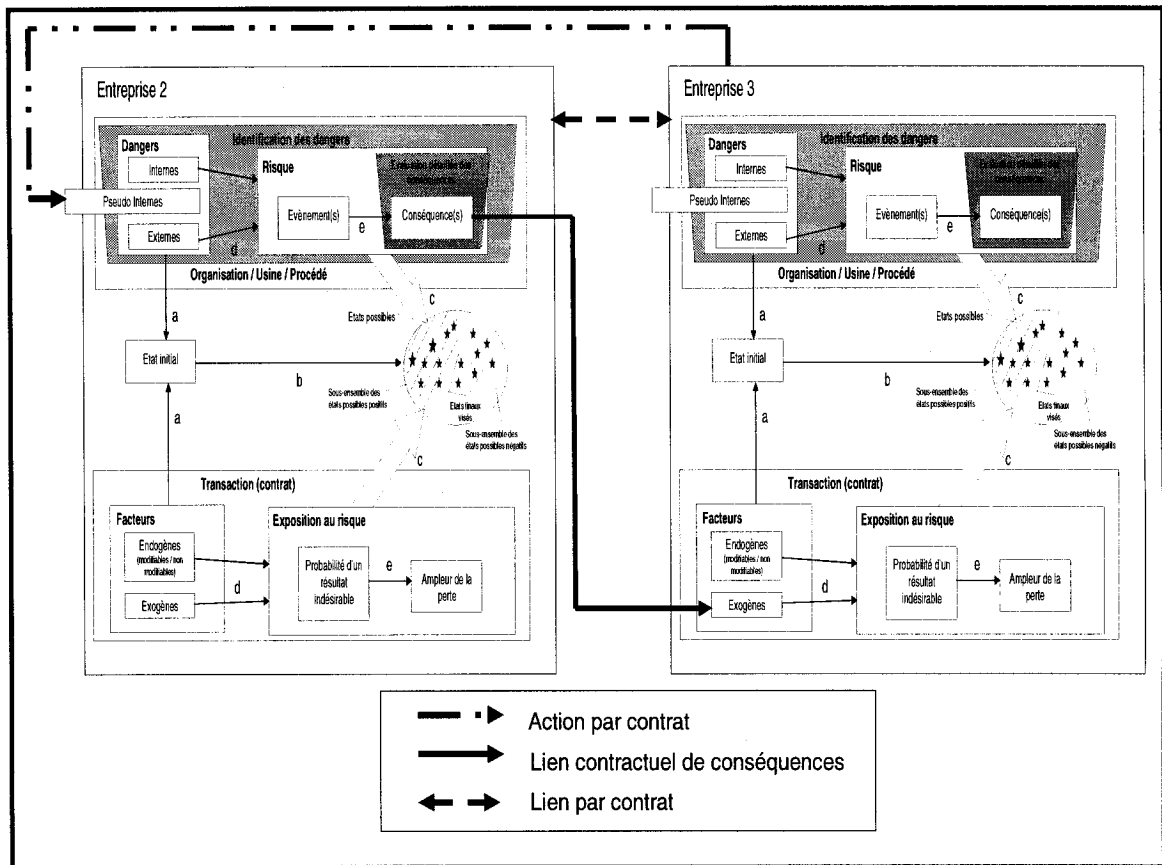 Entreprise 2
Identification des dangers
Dangers
Internes
Pseudo Internes
Externes
d
Risque
Evènement(s)
e
Conséquence(s)
Organisation / Usine / Procédé
a
Etat initial
a
b
c
Etats possibles
Sous-ensemble des
états possibles positifs
Etats finaux
visés
Sous-ensemble des
états possibles négatifs
c
Transaction (contrat)
Facteurs
Endogènes
(modifiables / non
modifiables)
Exogènes
d
Exposition au risque
Probabilité d'un
résultat
indésirable
e
Ampleur de la
perte
Entreprise 3
Identification des dangers
Dangers
Internes
Pseudo Internes
Externes
d
Risque
Evènement(s)
e
Conséquence(s)
Organisation / Usine / Procédé
a
Etat initial
a
b
c
Etats possibles
Sous-ensemble des
états possibles positifs
Etats finaux
visés
Sous-ensemble des
états possibles négatifs
c
Transaction (contrat)
Facteurs
Endogènes
(modifiables / non
modifiables)
Exogènes
d
Exposition au risque
Probabilité d'un
résultat
indésirable
e
Ampleur de la
perte
Action par contrat
Lien contractuel de conséquences
Lien par contrat